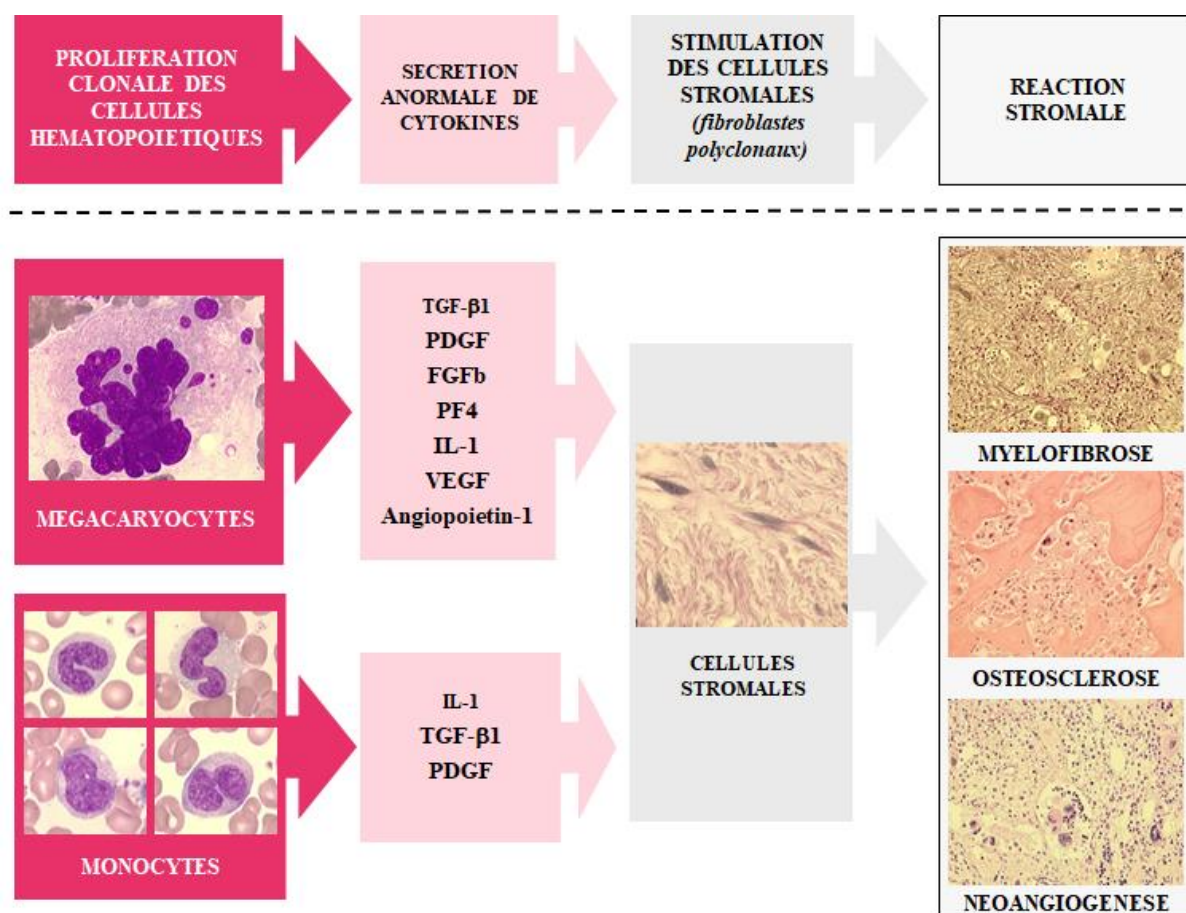 PROLIFERATION
CLONALE DES
CELLULES
HEMATOPOIETIQUES
SECRETION
ANORMALE DE
CYTOKINES
STIMULATION
DES CELLULES
STROMALES
(fibroblastes
polyclonaux)
REACTION
STROMALE
MEGACARYOCYTES
TGF-β1
PDGF
FGFb
PF4
IL-1
VEGF
Angiopoietin-1
MONOCYTES
IL-1
TGF-β1
PDGF
CELLULES
STROMALES
MYELOFIBROSE
OSTEOSCLEROSE
NEOANGIOGENESE